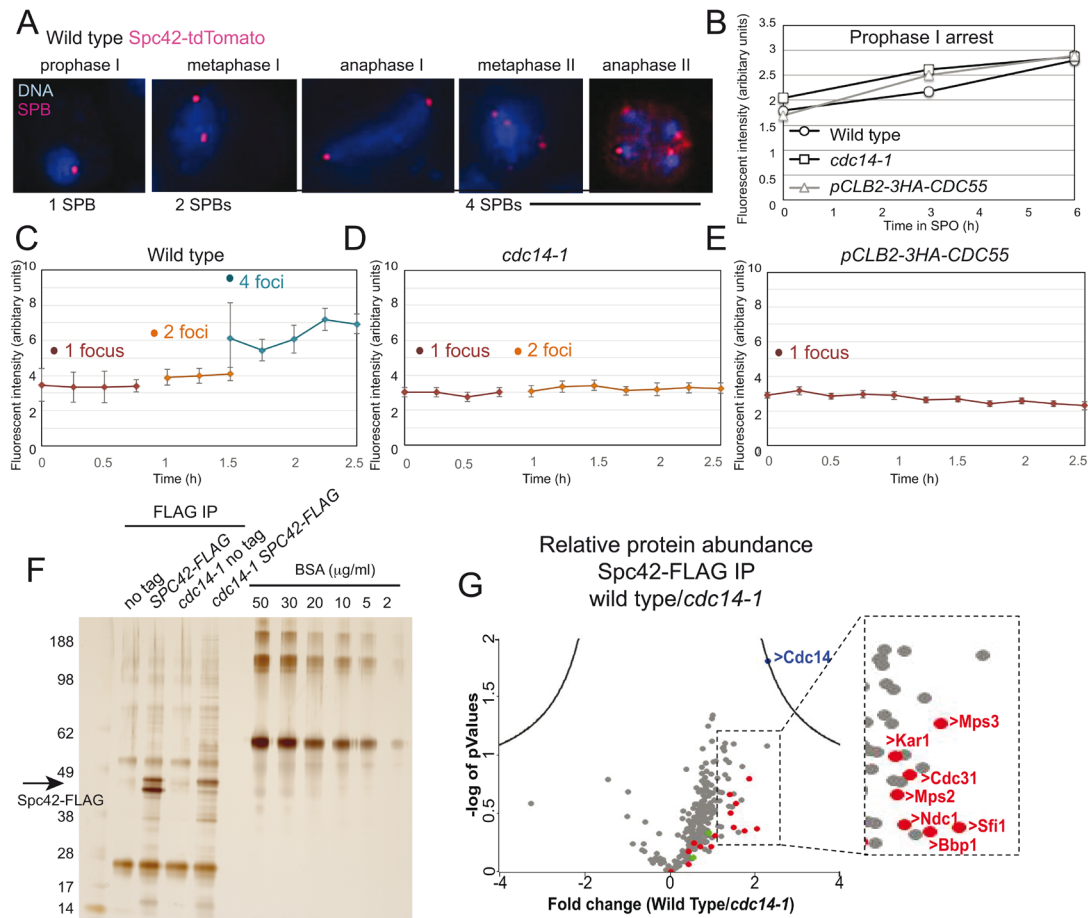 A
Wild type Spc42-tdTomato
prophase I
metaphase I
anaphase I
metaphase II
anaphase II
DNA
SPB
1 SPB
2 SPBs
4 SPBs
B
Prophase I arrest
Fluorescent intensity (aribitary units)
3.5
3
2.5
2
1.5
1
0.5
0
Wild type
cdc14-1
pCLB2-3HA-CDC55
0 1 2 3 4 5 6
Time in SPO (h)
C
Wild type
Fluorescent intensity (aribitary units)
10
8
6
4
2
0
4 foci
2 foci
1 focus
0 0.5 1 1.5 2 2.5
Time (h)
D
cdc14-1
Fluorescent intensity (aribitary units)
10
8
6
4
2
0
1 focus
2 foci
0 0.5 1 1.5 2 2.5
Time (h)
E
pCLB2-3HA-CDC55
Fluorescent intensity (aribitary units)
10
8
6
4
2
0
1 focus
0 0.5 1 1.5 2 2.5
Time (h)
F
FLAG IP
no tag
SPC42-FLAG
cdc14-1 no tag
cdc14-1 SPC42-FLAG
BSA (µg/ml)
50 30 20 10 5 2
188
98
62
49
Spc42-FLAG
38
28
17
14
G
Relative protein abundance
Spc42-FLAG IP
wild type/cdc14-1
-log of pValues
2
1.5
1
0.5
0
>Cdc14
-4 -2 0 2 4
Fold change (Wild Type/cdc14-1)
>Mps3
>Kar1
>Cdc31
>Mps2
>Ndc1
>Sfi1
>Bbp1